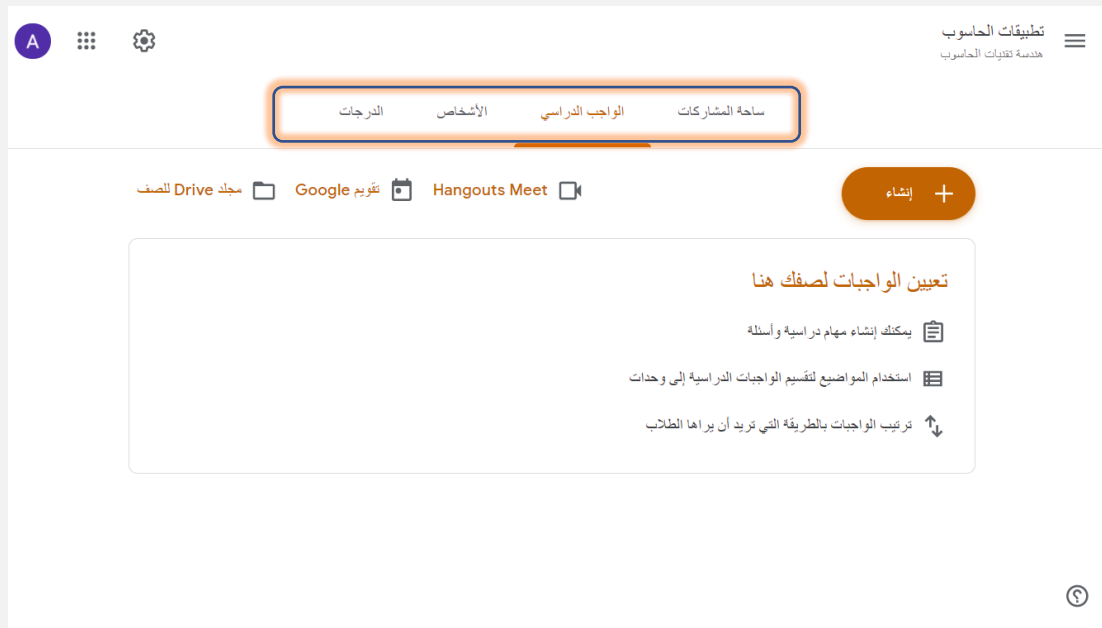 تطبيقات الحاسوب
هندسة تقنيات الحاسوب
A
ساحة المشاركات
الواجب الدراسي
الأشخاص
الدرجات
إنشاء
Hangouts Meet
تقويم Google
مجلد Drive للصف
تعيين الواجبات لصفك هنا
يمكنك إنشاء مهام دراسية وأسئلة
استخدام المواضيع لتقسيم الواجبات الدراسية إلى وحدات
ترتيب الواجبات بالطريقة التي تريد أن يراها الطلاب